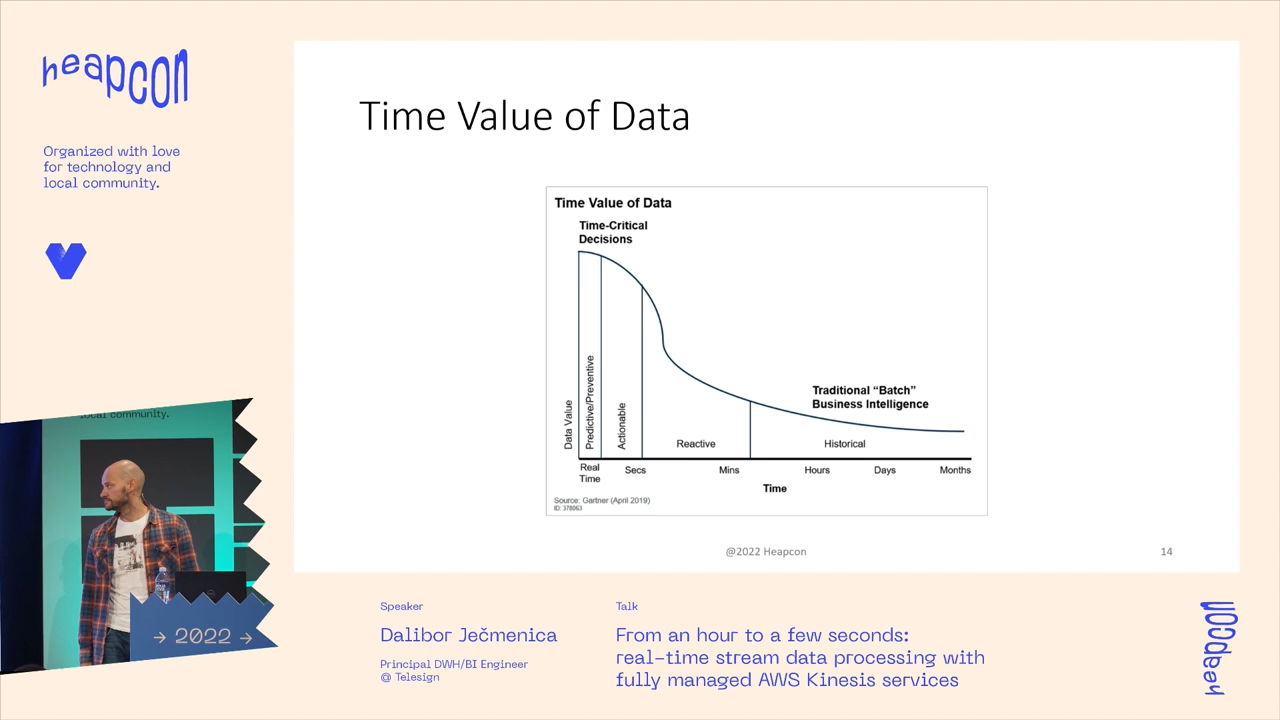 heapcon
Organized with love
for technology and
local community.
local community.
→ 2022 →
Time Value of Data
Time Value of Data
Time-Critical
Decisions
Data Value
Predictive/Preventive
Actionable
Reactive
Historical
Traditional “Batch”
Business Intelligence
Real
Time
Secs
Mins
Hours
Days
Months
Time
Source: Gartner (April 2019)
ID: 378063
@2022 Heapcon
14
Speaker
Dalibor Ječmenica
Principal DWH/BI Engineer
@ Telesign
Talk
From an hour to a few seconds:
real-time stream data processing with
fully managed AWS Kinesis services
heapcon